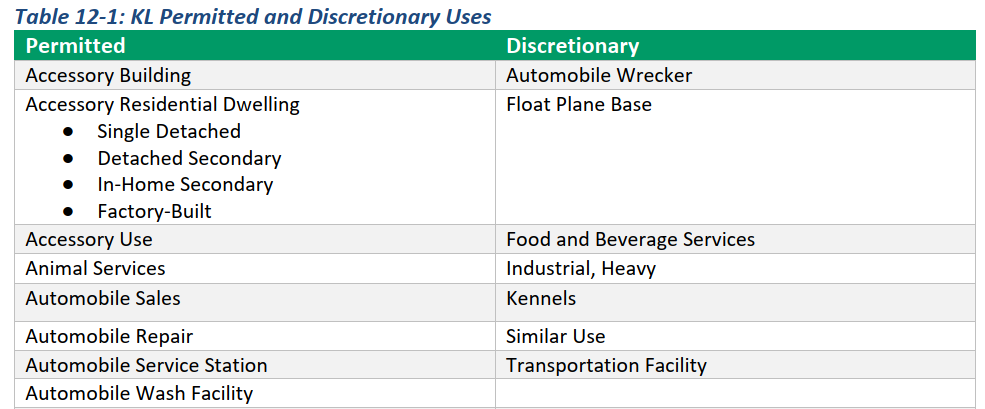 Table 12-1: KL Permitted and Discretionary Uses
Permitted Discretionary
Accessory Building Automobile Wrecker
Accessory Residential Dwelling Float Plane Base
● Single Detached
● Detached Secondary
● In-Home Secondary
● Factory-Built
Accessory Use Food and Beverage Services
Animal Services Industrial, Heavy
Automobile Sales Kennels
Automobile Repair Similar Use
Automobile Service Station Transportation Facility
Automobile Wash Facility